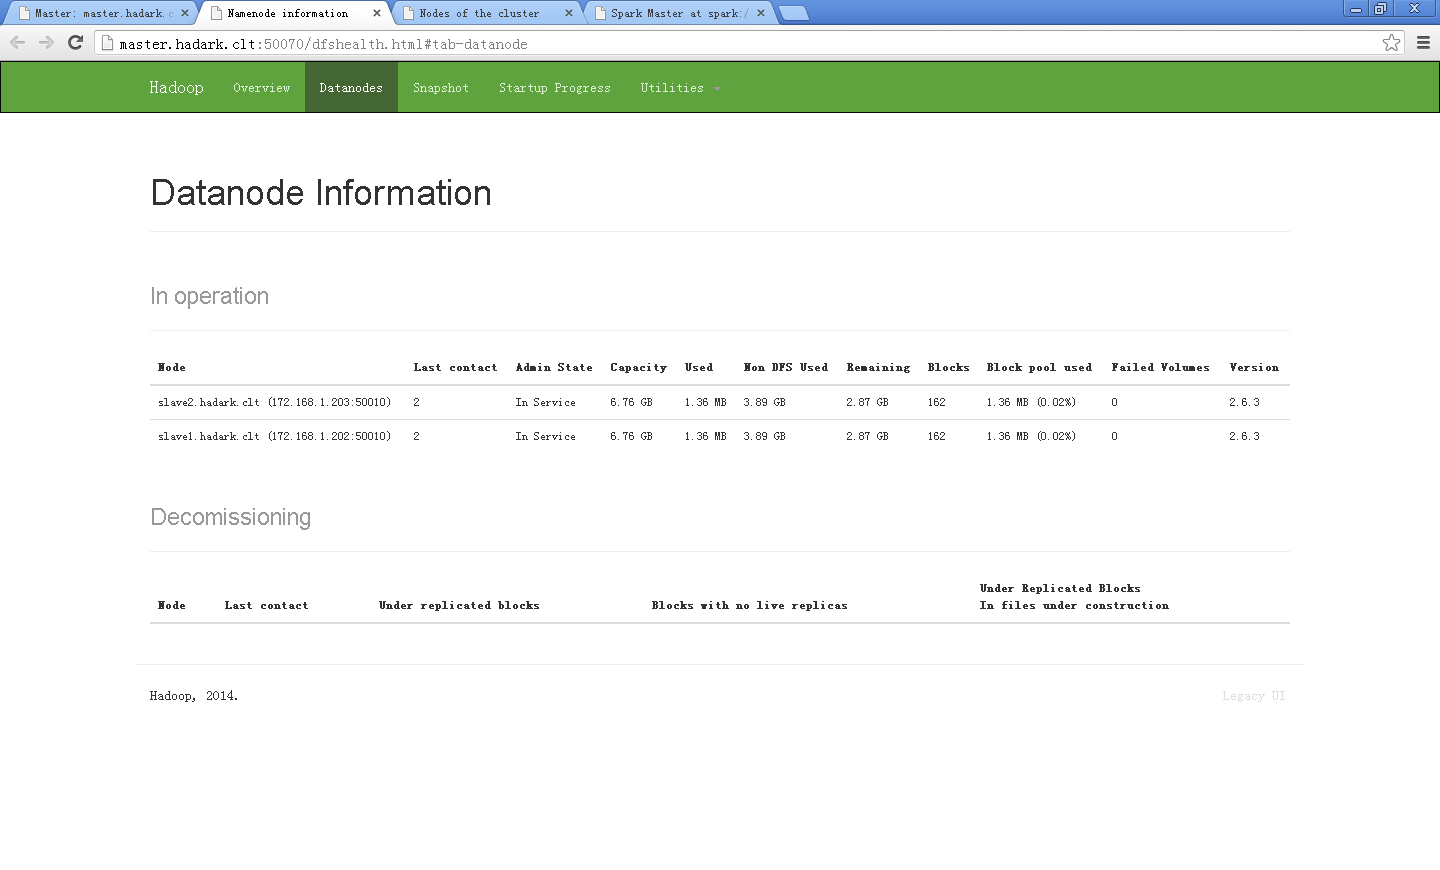 Master: master.hadark.c
Namenode information
Nodes of the cluster
Spark Master at spark:/
master.hadark.clt:50070/dfshealth.html#tab-datanode
Hadoop Overview Datanodes Snapshot Startup Progress Utilities
Datanode Information
In operation
Node Last contact Admin State Capacity Used Non DFS Used Remaining Blocks Block pool used Failed Volumes Version
slave2.hadark.clt (172.168.1.203:50010) 2 In Service 6.76 GB 1.36 MB 3.89 GB 2.87 GB 162 1.36 MB (0.02%) 0 2.6.3
slave1.hadark.clt (172.168.1.202:50010) 2 In Service 6.76 GB 1.36 MB 3.89 GB 2.87 GB 162 1.36 MB (0.02%) 0 2.6.3
Decomissioning
Node Last contact Under replicated blocks Blocks with no live replicas Under Replicated Blocks
In files under construction
Hadoop, 2014.
Legacy UI